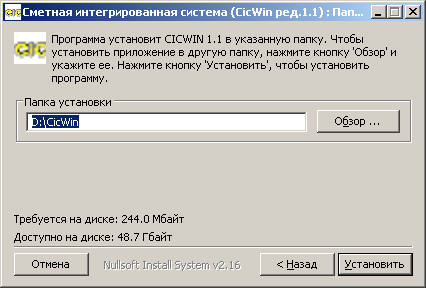 Сметная интегрированная система (CicWin ред.1.1) : Пап...
Программа установит CICWIN 1.1 в указанную папку. Чтобы
установить приложение в другую папку, нажмите кнопку 'Обзор' и
укажите ее. Нажмите кнопку 'Установить', чтобы установить
программу.
Папка установки
D:\CicWin
Обзор ...
Требуется на диске: 244.0 Мбайт
Доступно на диске: 48.7 Гбайт
Отмена
Nullsoft Install System v2.16
< Назад
Установить